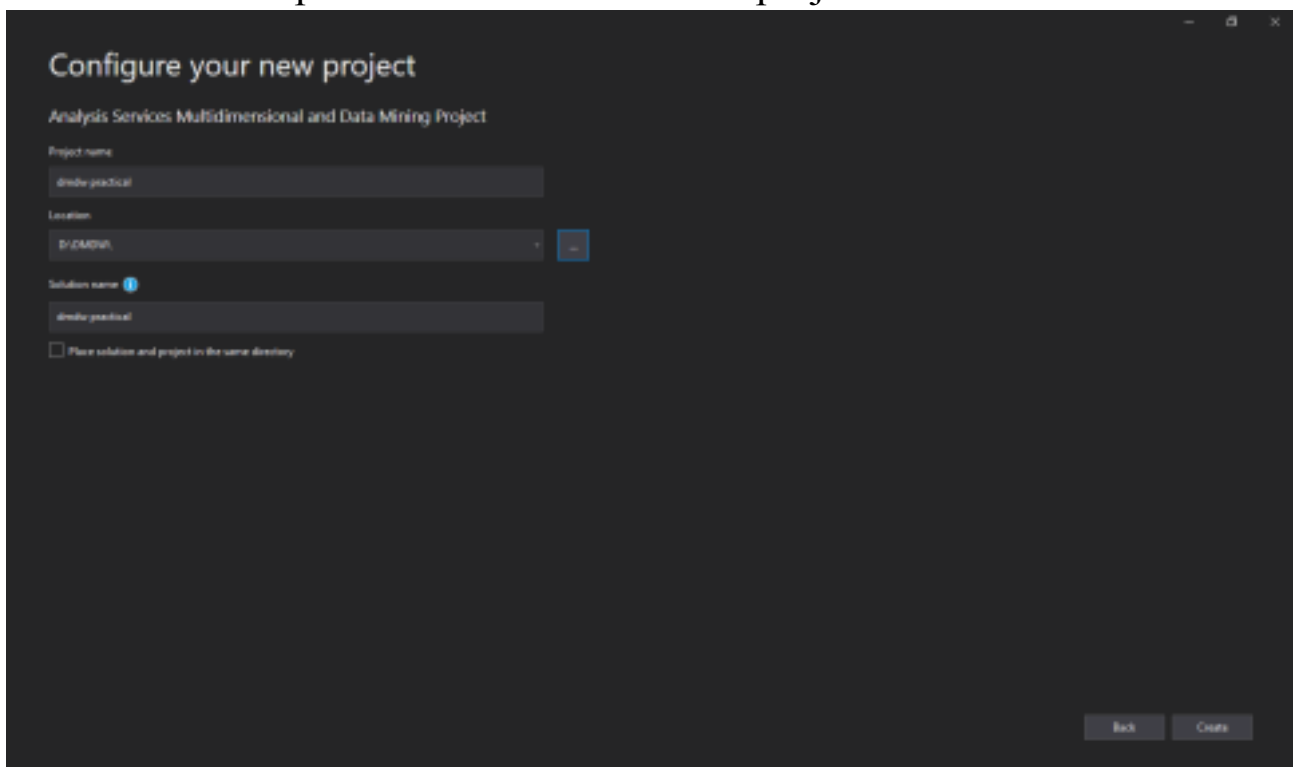 Configure your new project
Analysis Services Multidimensional and Data Mining Project
Project name
dmdw-practical
Location
D:\DMDW\
...
Solution name
dmdw-practical
Place solution and project in the same directory
Back
Create